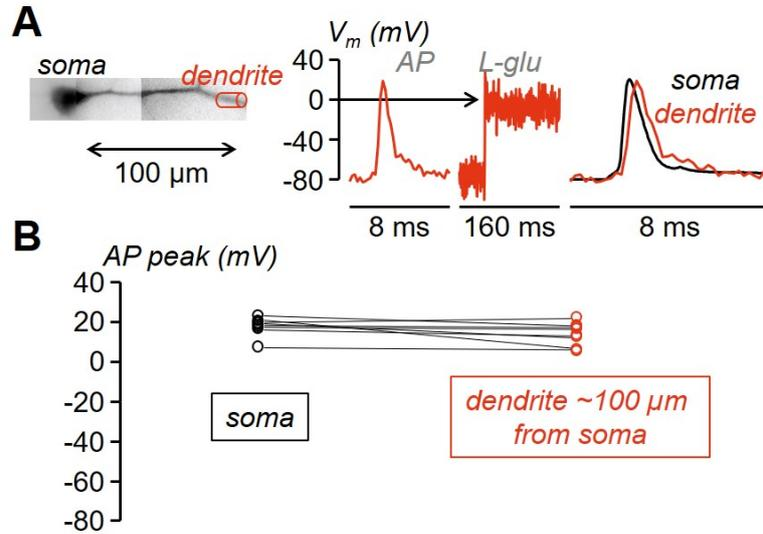 A
soma
dendrite
100 µm
Vm (mV)
40
0
-40
-80
AP
L-glu
8 ms
160 ms
soma
dendrite
8 ms
B
AP peak (mV)
40
20
0
-20
-40
-60
-80
soma
dendrite ~100 µm
from soma